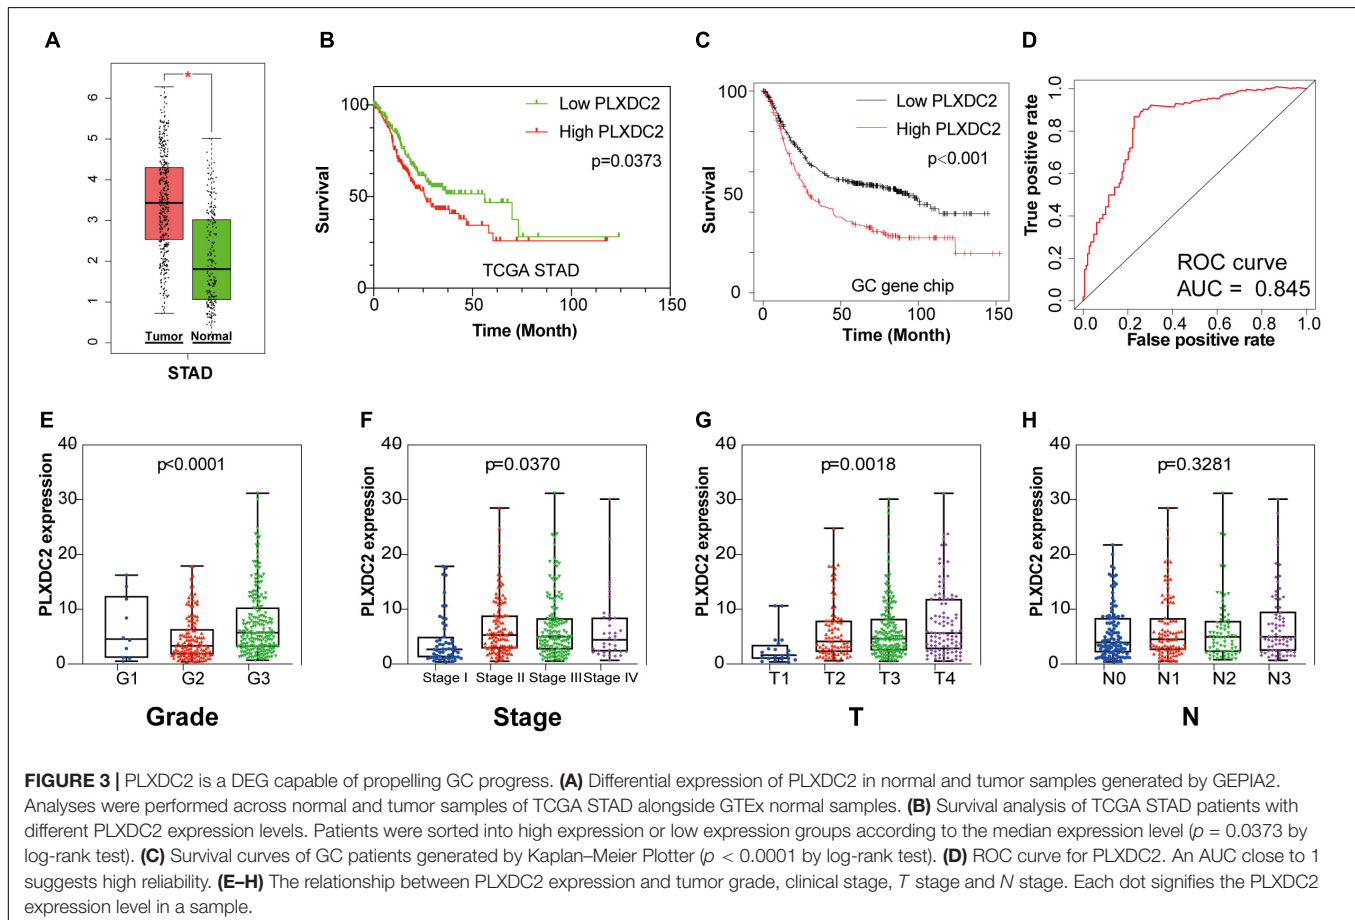 A
6
5
4
3
2
1
0
*
Tumor Normal
STAD
B
Survival
100
50
0
Low PLXDC2
High PLXDC2
p=0.0373
TCGA STAD
0 50 100 150
Time (Month)
C
Survival
100
50
0
Low PLXDC2
High PLXDC2
p<0.001
GC gene chip
0 50 100 150
Time (Month)
D
True positive rate
1.0
0.8
0.6
0.4
0.2
0.0
ROC curve
AUC = 0.845
0.0 0.2 0.4 0.6 0.8 1.0
False positive rate
E
PLXDC2 expression
40
30
20
10
0
p<0.0001
G1 G2 G3
Grade
F
PLXDC2 expression
40
30
20
10
0
p=0.0370
Stage I Stage II Stage III Stage IV
Stage
G
PLXDC2 expression
40
30
20
10
0
p=0.0018
T1 T2 T3 T4
T
H
PLXDC2 expression
40
30
20
10
0
p=0.3281
N0 N1 N2 N3
N
FIGURE 3 | PLXDC2 is a DEG capable of propelling GC progress. (A) Differential expression of PLXDC2 in normal and tumor samples generated by GEPIA2.
Analyses were performed across normal and tumor samples of TCGA STAD alongside GTEx normal samples. (B) Survival analysis of TCGA STAD patients with
different PLXDC2 expression levels. Patients were sorted into high expression or low expression groups according to the median expression level (p = 0.0373 by
log-rank test). (C) Survival curves of GC patients generated by Kaplan–Meier Plotter (p < 0.0001 by log-rank test). (D) ROC curve for PLXDC2. An AUC close to 1
suggests high reliability. (E–H) The relationship between PLXDC2 expression and tumor grade, clinical stage, T stage and N stage. Each dot signifies the PLXDC2
expression level in a sample.